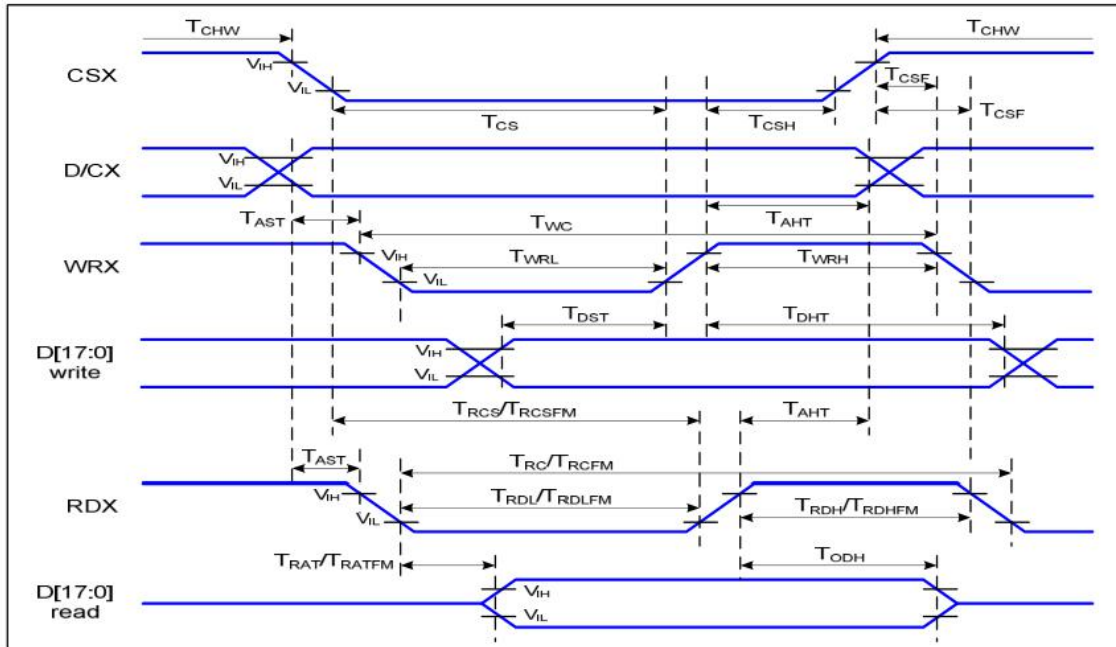 TCHW TCHW
CSX VIH VIL TCSF
TCS TCSH TCSF
D/CX VIH VIL
TAST TWC TAHT
WRX VIH VIL TWRL TWRH
TDST TDHT
D[17:0] write VIH VIL
TRCS/TRCSFM TAHT
TAST TRC/TRCFM
RDX VIH VIL TRDL/TRDLFM TRDH/TRDHFM
TRAT/TRATFM TODH
D[17:0] read VIH VIL